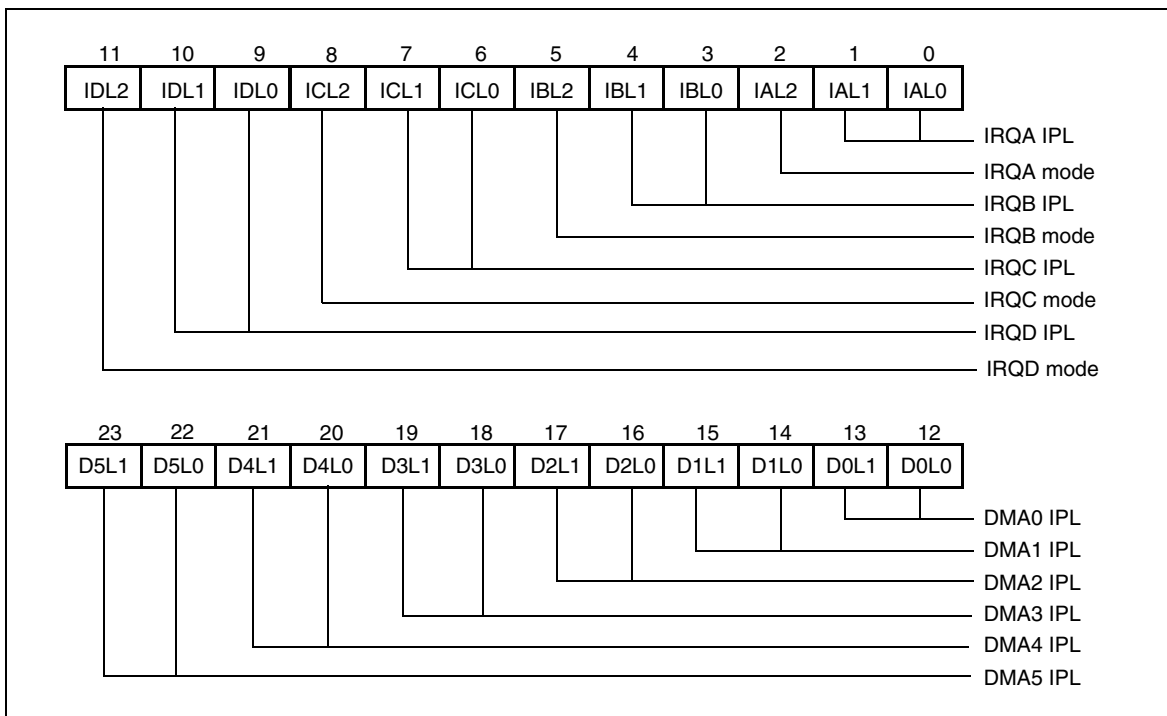 11 10 9 8 7 6 5 4 3 2 1 0
IDL2 IDL1 IDL0 ICL2 ICL1 ICL0 IBL2 IBL1 IBL0 IAL2 IAL1 IAL0
IRQA IPL
IRQA mode
IRQB IPL
IRQB mode
IRQC IPL
IRQC mode
IRQD IPL
IRQD mode
23 22 21 20 19 18 17 16 15 14 13 12
D5L1 D5L0 D4L1 D4L0 D3L1 D3L0 D2L1 D2L0 D1L1 D1L0 D0L1 D0L0
DMA0 IPL
DMA1 IPL
DMA2 IPL
DMA3 IPL
DMA4 IPL
DMA5 IPL